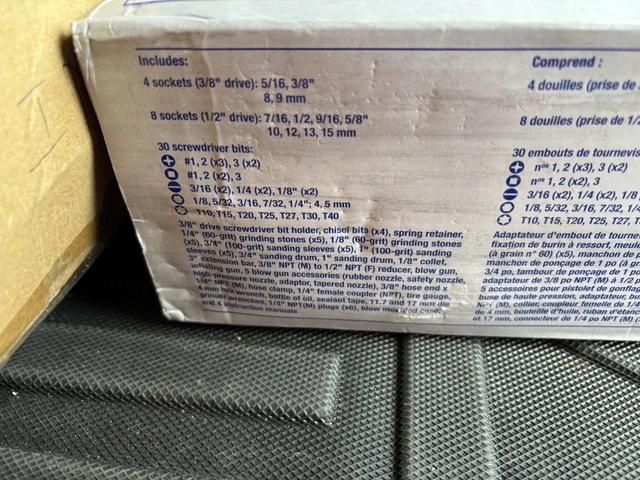 Includes:
4 sockets (3/8" drive): 5/16, 3/8"
8, 9 mm
8 sockets (1/2" drive): 7/16, 1/2, 9/16, 5/8"
10, 12, 13, 15 mm
30 screwdriver bits:
#1, 2 (x3), 3 (x2)
#1, 2 (x2), 3
3/16 (x2), 1/4 (x2), 1/8" (x2)
1/8, 5/32, 3/16, 7/32, 1/4"; 4, 5 mm
T10, T15, T20, T25, T27, T30, T40
3/8" drive screwdriver bit holder, chisel bits (x4), spring retainer,
1/4" (60-grit) grinding stones (x5), 1/8" (60-grit) grinding stones
(x5), 3/4" (100-grit) sanding sleeves (x5), 1" (100-grit) sanding
sleeves (x5), 3/4" sanding drum, 1" sanding drum, 1/8" collet,
3" extension bar, 3/8" NPT (M) to 1/2" NPT (F) reducer, blow gun,
inflating gun, 5 blow gun accessories (rubber nozzle, safety nozzle,
high-pressure nozzle, adaptor, tapered nozzle), 3/8" hose end x
1/4" NPT (M), hose clamp, 1/4" female coupler (NPT), tire gauge,
4 mm hex wrench, bottle of oil, sealant tape, 11.7 and 17 mm die
grinder wrenches, 1/4" NPT(M) plugs (x6), blow moulded case,
instruction manuals
Comprend :
4 douilles (prise de
8 douilles (prise de 1/2
30 embouts de tournevis
nos 1, 2 (x3), 3 (x2)
nos 1, 2 (x2), 3
3/16 (x2), 1/4 (x2), 1/8
1/8, 5/32, 3/16, 7/32, 1/4
T10, T15, T20, T25, T27,
Adaptateur d'embout de tourne
fixation de burin à ressort, meu
(à grain n° 60) (x5), manchon de p
manchon de ponçage de 1 po (à gra
3/4 po, tambour de ponçage de 1 po
adaptateur de 3/8 po NPT (M) à 1/2 p
5 accessoires pour pistolet de gonflag
buse de haute pression, adaptateur, bu
NPT (M), collier, coupleur femelle de 1/4
de 4 mm, bouteille d'huile, ruban d'étanc
et 17 mm, connecteur de 1/4 po NPT (M) (